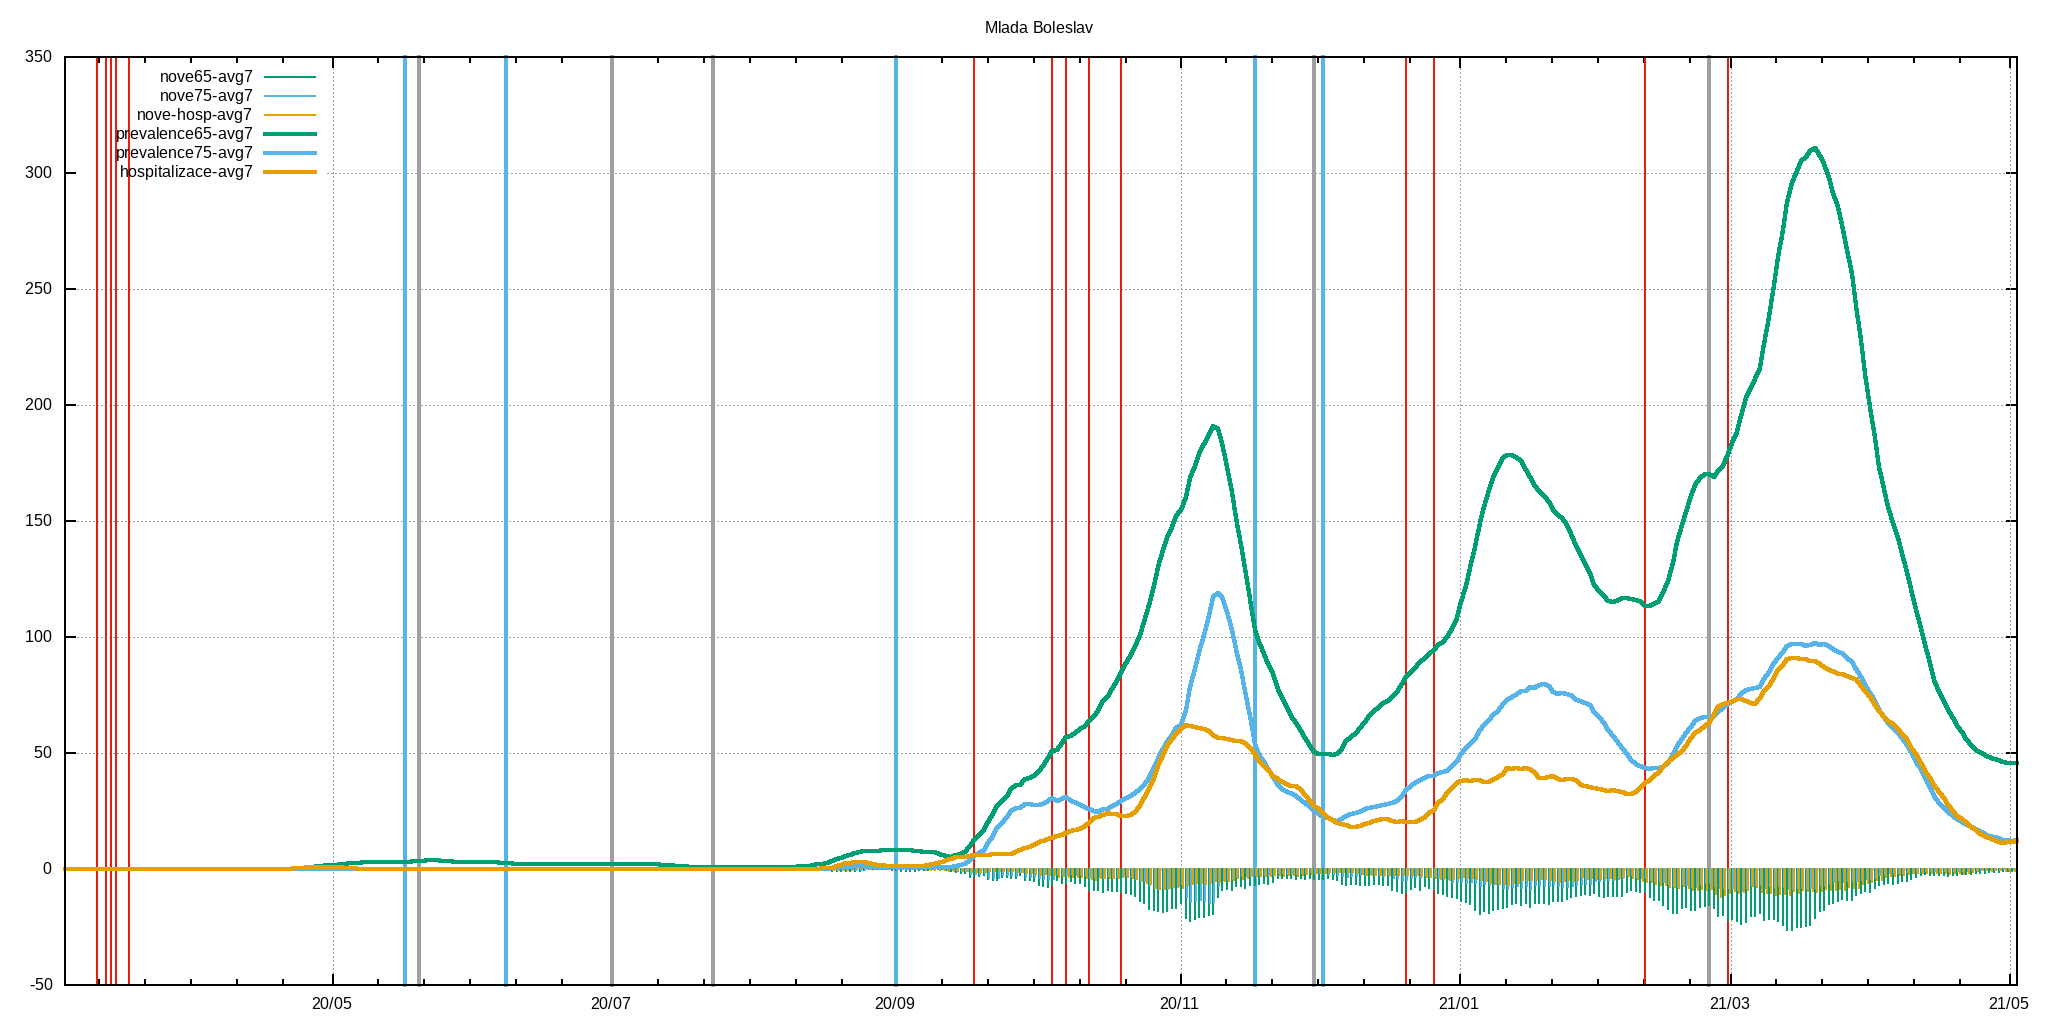 Mlada Boleslav
350
300
250
200
150
100
50
0
-50
nove65-avg7
nove75-avg7
nove-hosp-avg7
prevalence65-avg7
prevalence75-avg7
hospitalizace-avg7
20/05 20/07 20/09 20/11 21/01 21/03 21/05